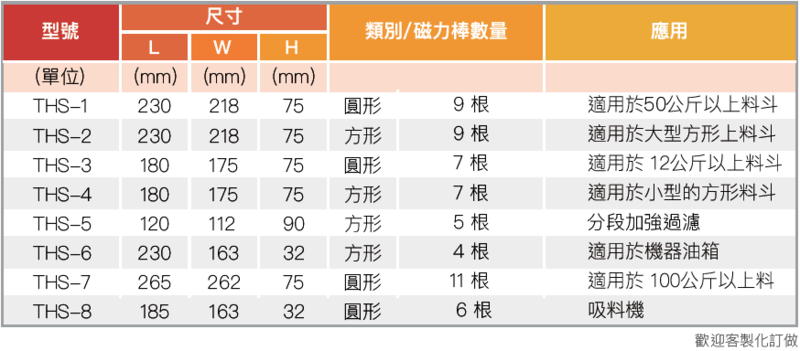 型號 尺寸 類別/磁力棒數量 應用
L W H
(單位) (mm) (mm) (mm)
THS-1 230 218 75 圓形 9 根 適用於50公斤以上料斗
THS-2 230 218 75 方形 9 根 適用於大型方形上料斗
THS-3 180 175 75 圓形 7 根 適用於 12公斤以上料斗
THS-4 180 175 75 方形 7 根 適用於小型的方形料斗
THS-5 120 112 90 方形 5 根 分段加強過濾
THS-6 230 163 32 方形 4 根 適用於機器油箱
THS-7 265 262 75 圓形 11 根 適用於 100公斤以上料
THS-8 185 163 32 圓形 6 根 吸料機
歡迎客製化訂做